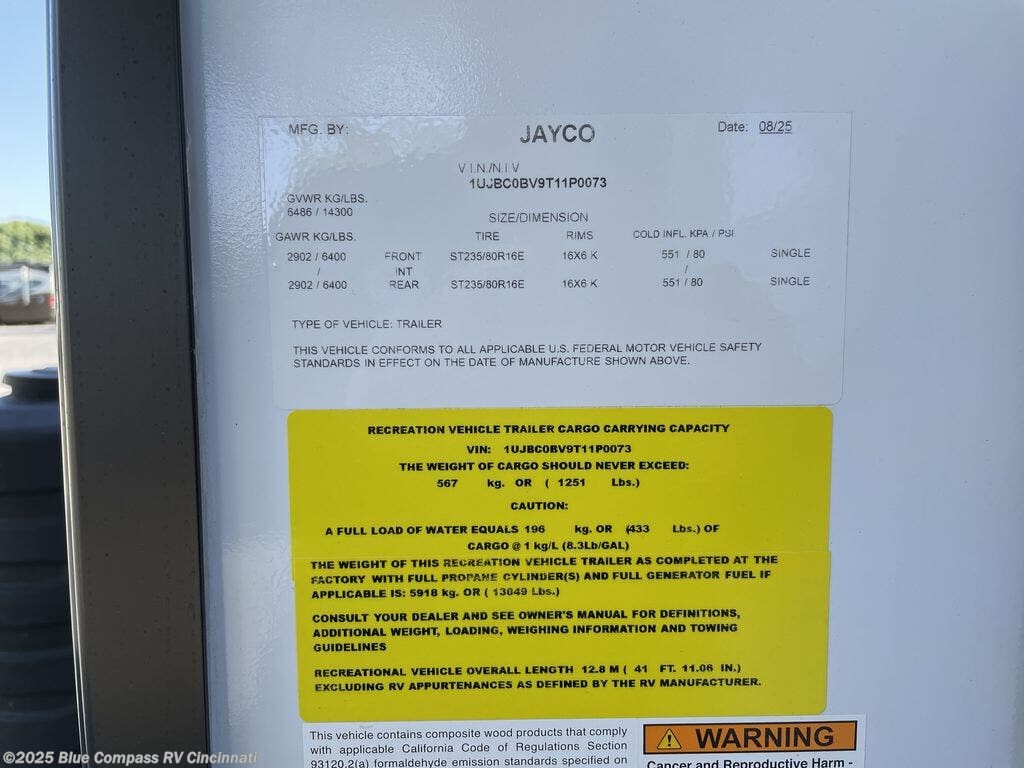 MFG. BY: JAYCO Date: 08/25
V.I.N./N.I.V
1UJBC0BV9T11P0073
GVWR KG/LBS.
6486 / 14300
SIZE/DIMENSION
GAWR KG/LBS. TIRE RIMS COLD INFL. KPA / PSI
2902 / 6400 FRONT ST235/80R16E 16X6 K 551 / 80 SINGLE
/ INT /
2902 / 6400 REAR ST235/80R16E 16X6 K 551 / 80 SINGLE
TYPE OF VEHICLE: TRAILER
THIS VEHICLE CONFORMS TO ALL APPLICABLE U.S. FEDERAL MOTOR VEHICLE SAFETY
STANDARDS IN EFFECT ON THE DATE OF MANUFACTURE SHOWN ABOVE.
RECREATION VEHICLE TRAILER CARGO CARRYING CAPACITY
VIN: 1UJBC0BV9T11P0073
THE WEIGHT OF CARGO SHOULD NEVER EXCEED:
567 kg. OR ( 1251 Lbs.)
CAUTION:
A FULL LOAD OF WATER EQUALS 196 kg. OR (433 Lbs.) OF
CARGO @ 1 kg/L (8.3Lb/GAL)
THE WEIGHT OF THIS RECREATION VEHICLE TRAILER AS COMPLETED AT THE
FACTORY WITH FULL PROPANE CYLINDER(S) AND FULL GENERATOR FUEL IF
APPLICABLE IS: 5918 kg. OR ( 13049 Lbs.)
CONSULT YOUR DEALER AND SEE OWNER'S MANUAL FOR DEFINITIONS,
ADDITIONAL WEIGHT, LOADING, WEIGHING INFORMATION AND TOWING
GUIDELINES
RECREATIONAL VEHICLE OVERALL LENGTH 12.8 M ( 41 FT. 11.06 IN.)
EXCLUDING RV APPURTENANCES AS DEFINED BY THE RV MANUFACTURER.
This vehicle contains composite wood products that comply
with applicable California Code of Regulations Section
93120.2(a) formaldehyde emission standards specified on
WARNING
Cancer and Reproductive Harm -
©2025 Blue Compass RV Cincinnati